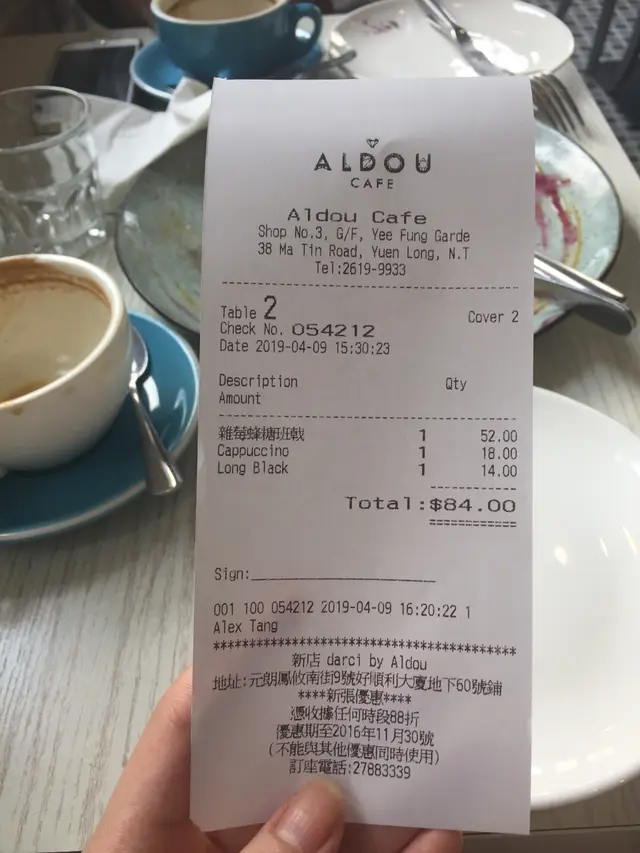 ALDOU
CAFE
Aldou Cafe
Shop No.3, G/F, Yee Fung Garde
38 Ma Tin Road, Yuen Long, N.T
Tel:2619-9933
Table 2 Cover 2
Check No. 054212
Date 2019-04-09 15:30:23
Description Qty
Amount
雜莓蜂糖班戟 1 52.00
Cappuccino 1 18.00
Long Black 1 14.00
Total:$84.00
Sign:
001 100 054212 2019-04-09 16:20:22 1
Alex Tang
新店 darci by Aldou
地址:元朗鳳攸南街9號好順利大廈地下60號鋪
****新張優惠****
憑收據任何時段88折
優惠期至2016年11月30號
(不能與其他優惠同時使用)
訂座電話:27883339